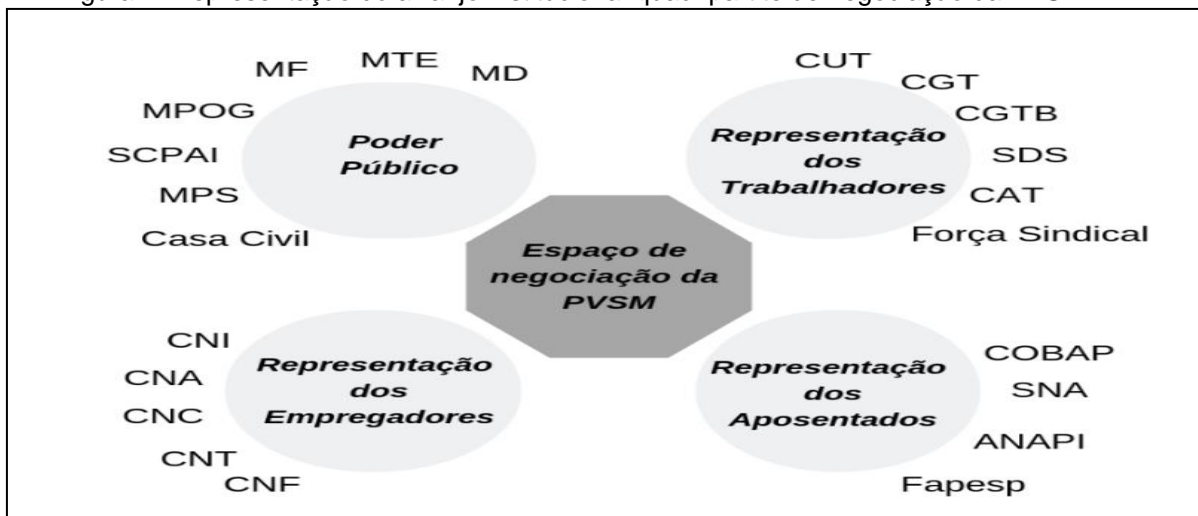 MF
MTE
MD
MPOG
SCPAI
MPS
Casa Civil
Poder
Público
CUT
CGT
CGTB
SDS
CAT
Força Sindical
Representação
dos
Trabalhadores
Espaço de
negociação da
PVSM
CNI
CNA
CNC
CNT
CNF
Representação
dos
Empregadores
Representação
dos
Aposentados
COBAP
SNA
ANAPI
Fapesp